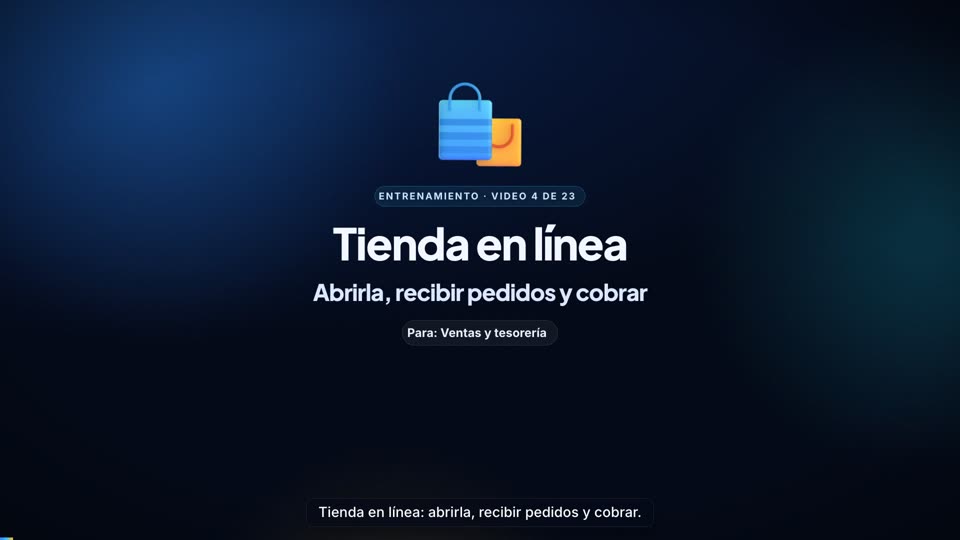 ENTRENAMIENTO · VIDEO 4 DE 23
Tienda en línea
Abrirla, recibir pedidos y cobrar
Para: Ventas y tesorería
Tienda en línea: abrirla, recibir pedidos y cobrar.